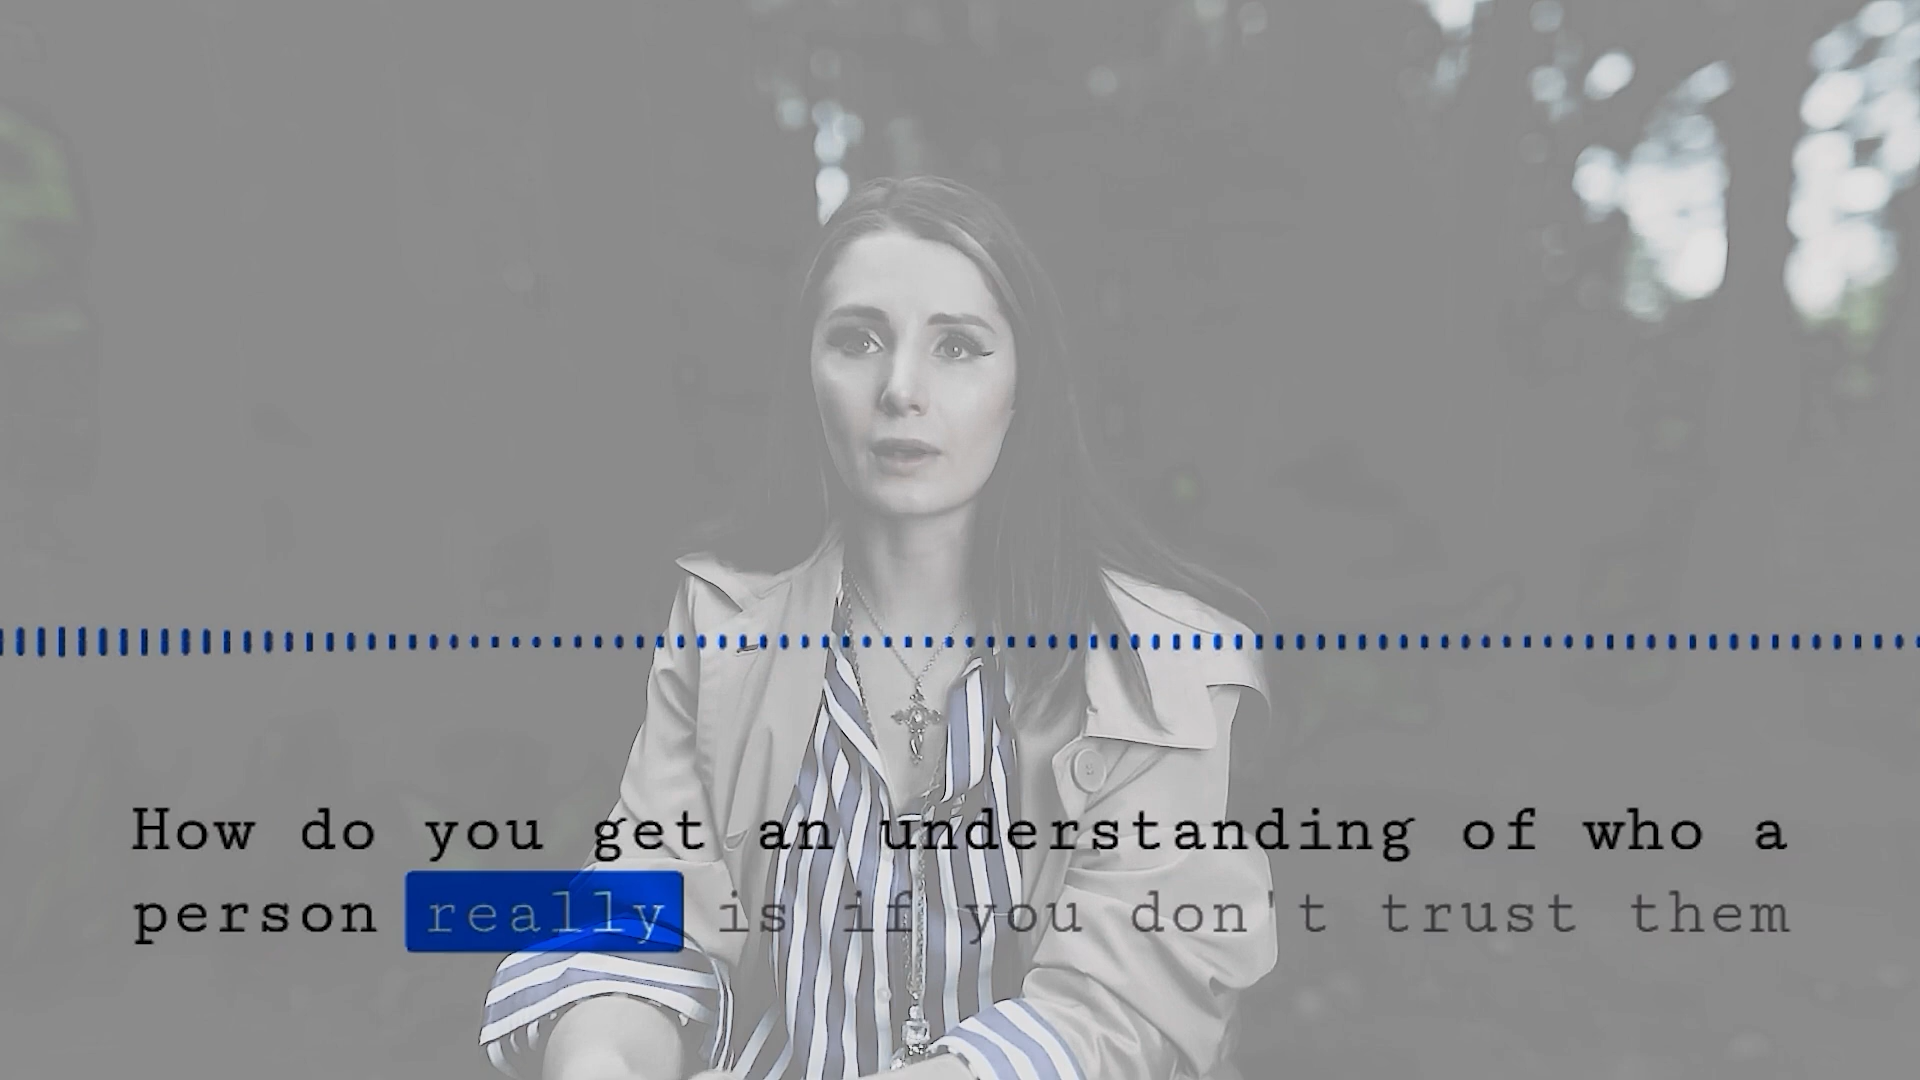 How do you get an understanding of who a
person really is if you don't trust them